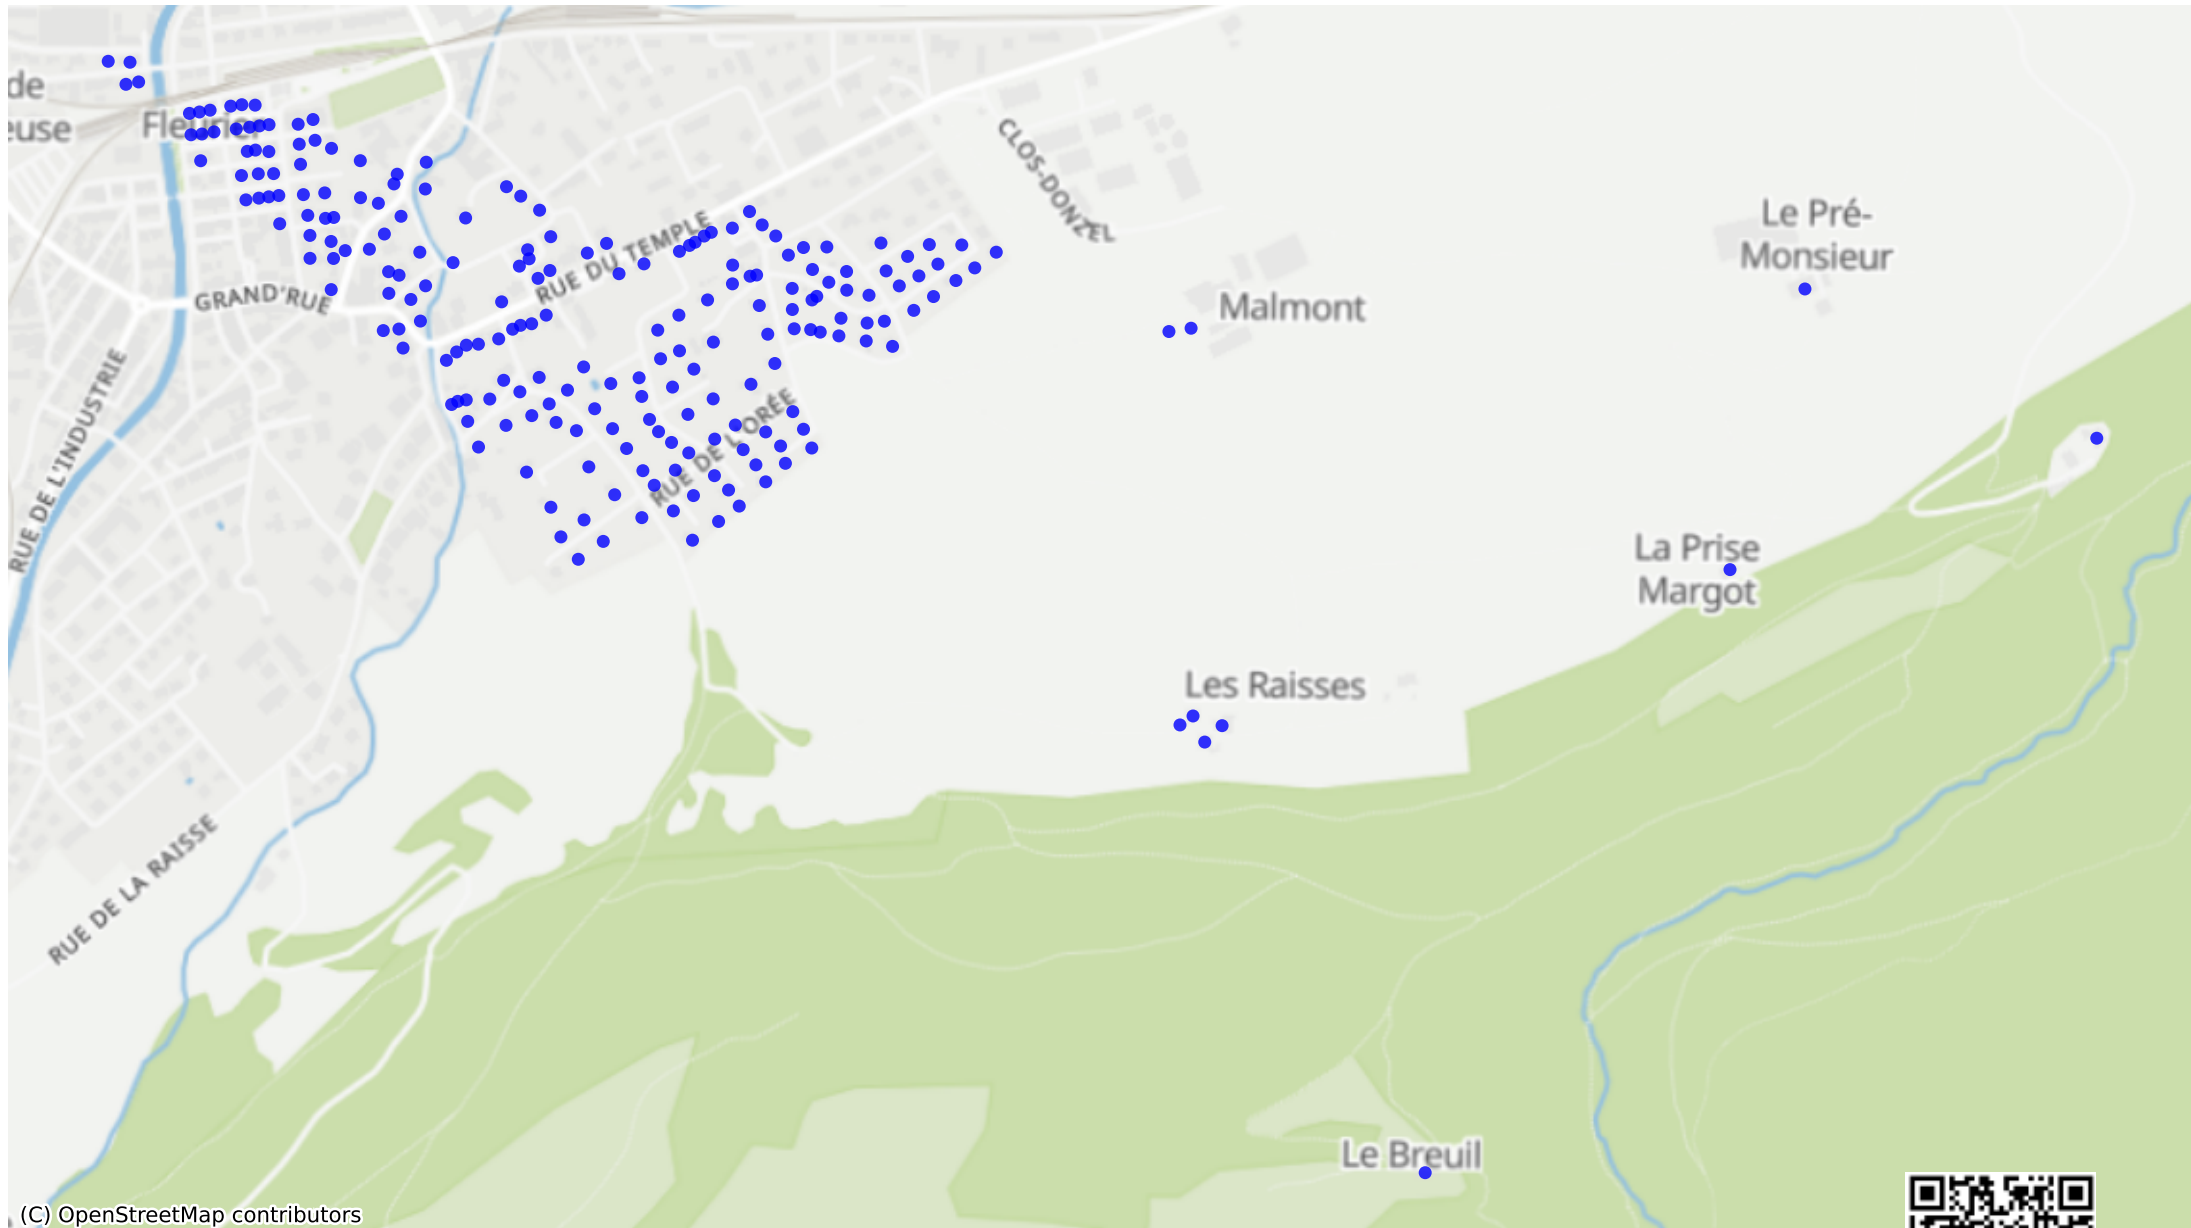 de
euse
Fleurier
CLOS-DONZEL
Le Pré-
Monsieur
RUE DU TEMPLE
GRAND'RUE
Malmont
RUE DE L'INDUSTRIE
RUE DE L'ORÉE
La Prise
Margot
Les Raisses
RUE DE LA RAISSE
Le Breuil
(C) OpenStreetMap contributors